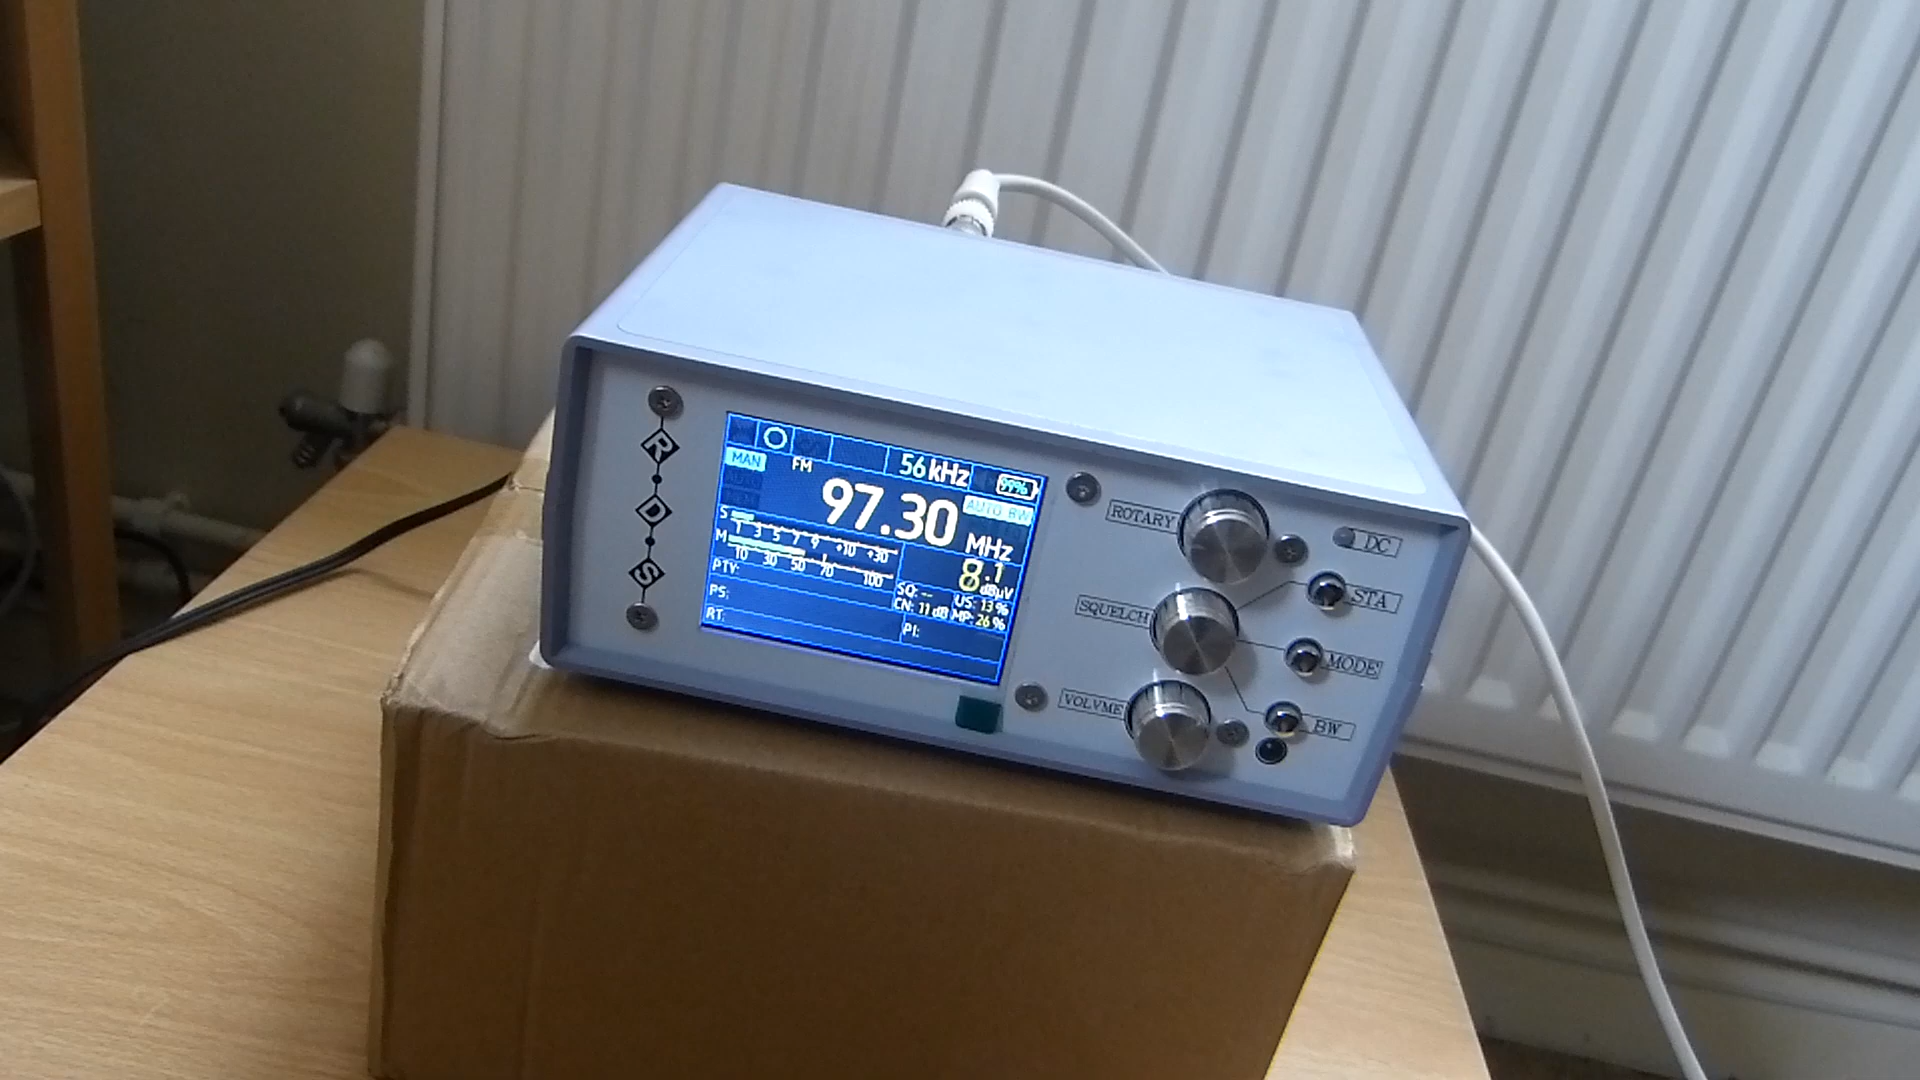 R
D
S
56 kHz
99%
MAN
FM
97.30
MHz
AUTO BW
S
1 3 5 7 9 +10 +30
M
10 30 50 70 100
8.1
dBµV
SQ: --
US: 13 %
CN: 11 dB
MP: 26 %
PTY:
PS:
RT:
PI:
ROTARY
SQUELCH
VOLVME
DC
STA
MODE
BW